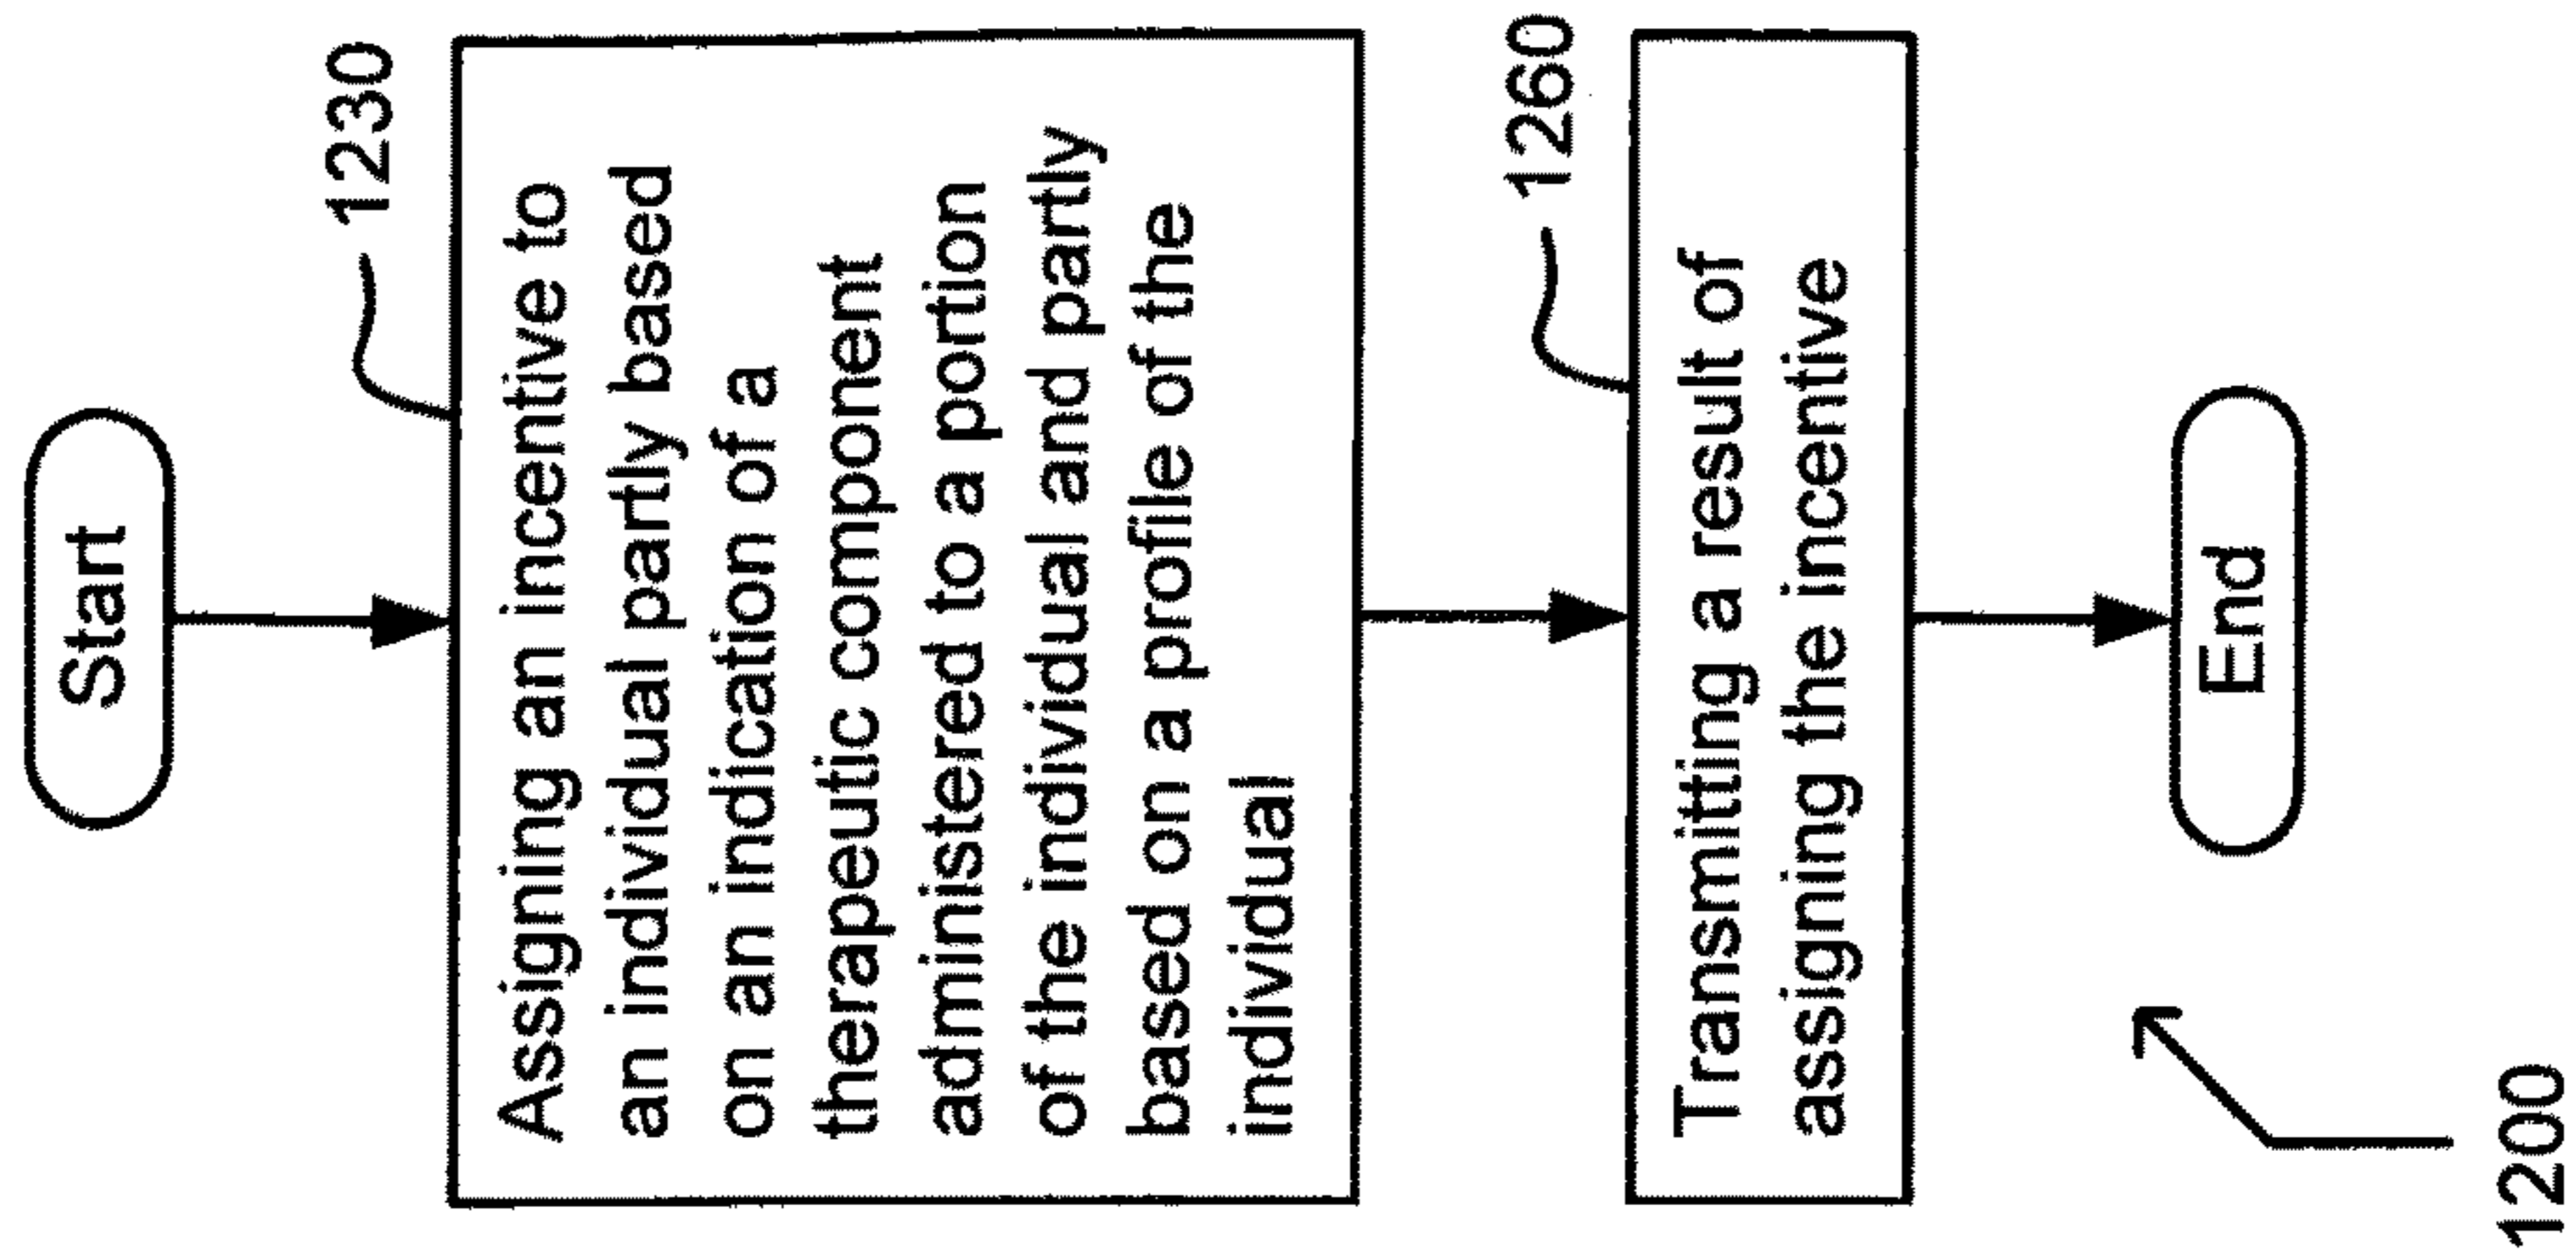 Start
1230
Assigning an incentive to
an individual partly based
on an indication of a
therapeutic component
administered to a portion
of the individual and partly
based on a profile of the
individual
1260
Transmitting a result of
assigning the incentive
End
1200